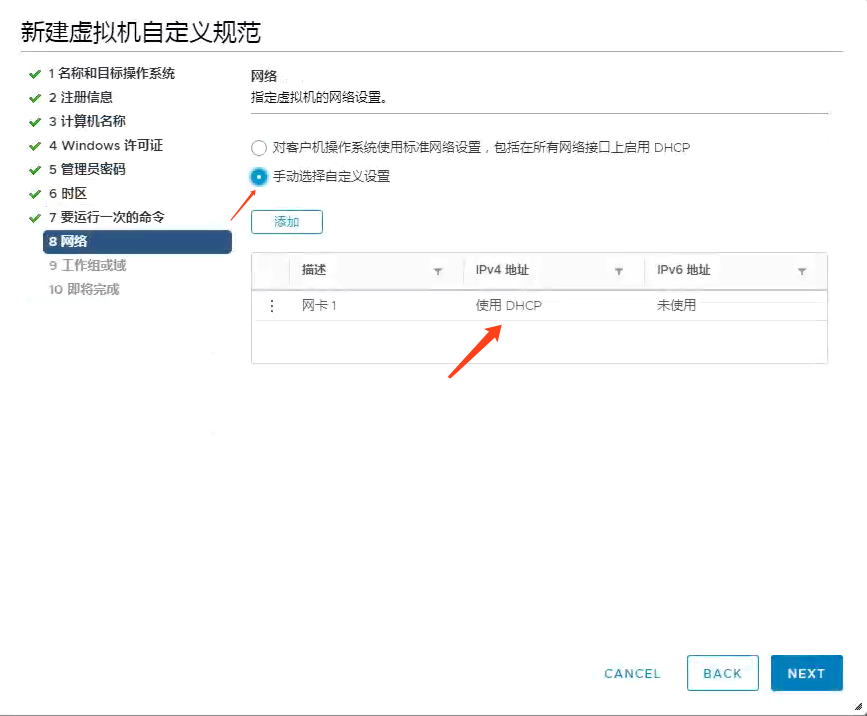 新建虚拟机自定义规范
1 名称和目标操作系统
2 注册信息
3 计算机名称
4 Windows 许可证
5 管理员密码
6 时区
7 要运行一次的命令
8 网络
9 工作组或域
10 即将完成
网络
指定虚拟机的网络设置。
对客户机操作系统使用标准网络设置，包括在所有网络接口上启用 DHCP
手动选择自定义设置
添加
描述 IPv4 地址 IPv6 地址
网卡 1 使用 DHCP 未使用
CANCEL BACK NEXT